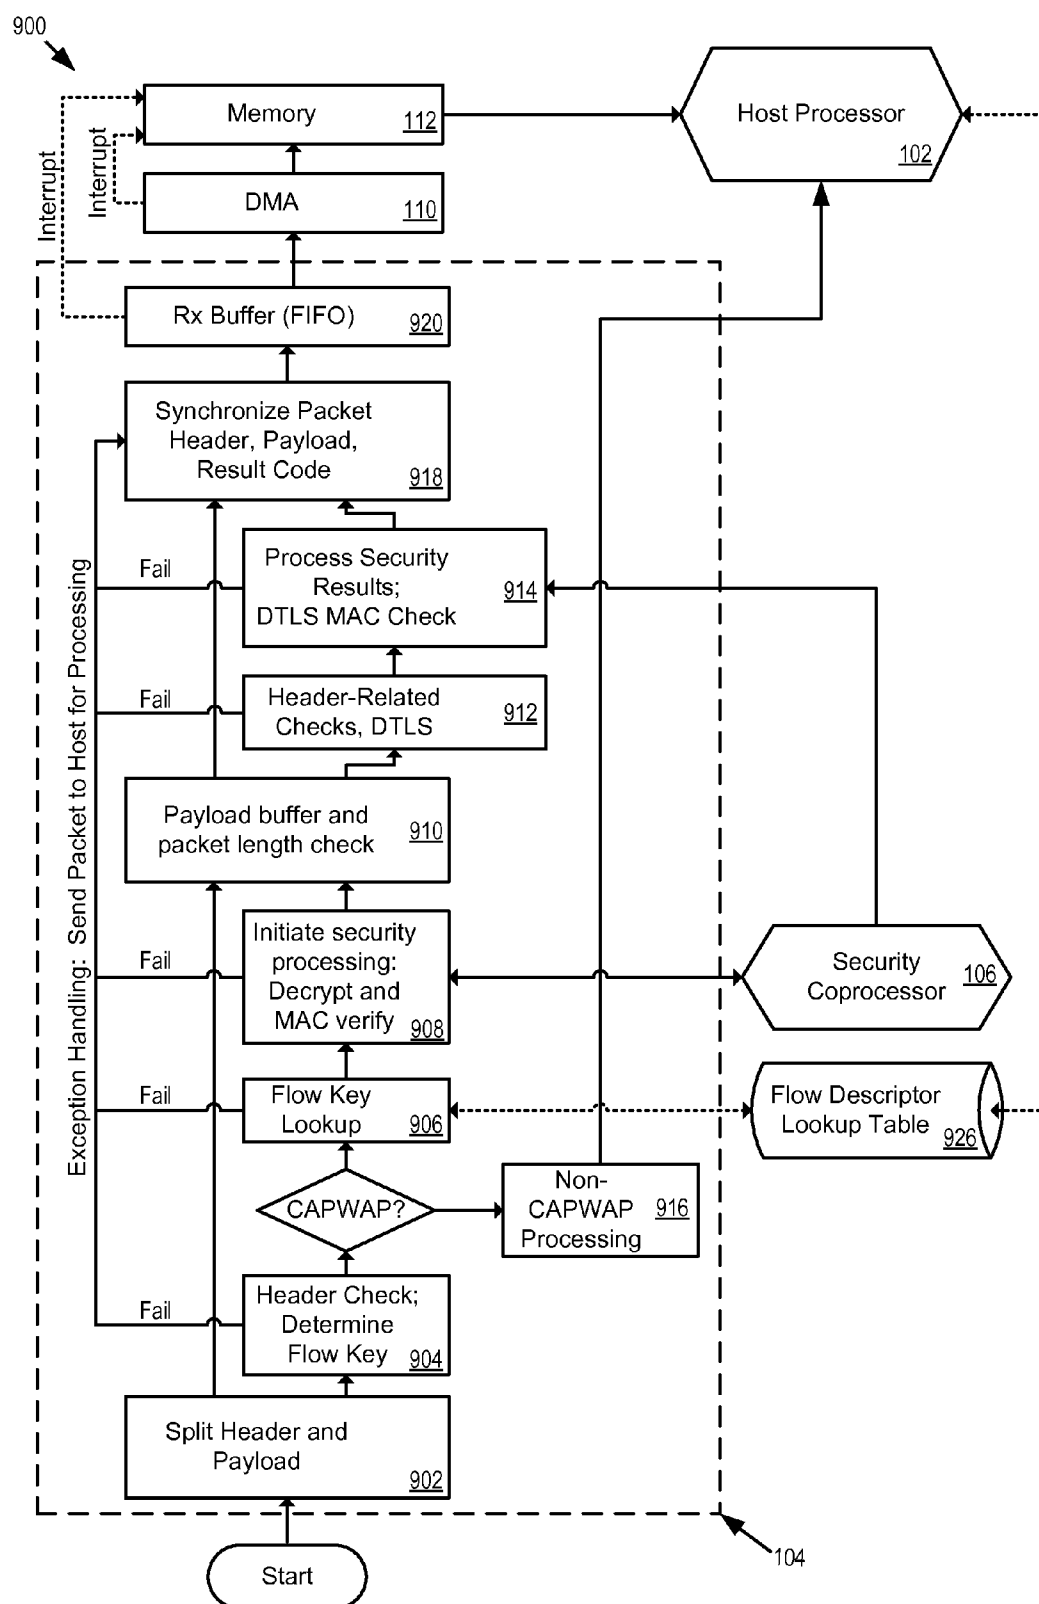 900
Memory
112
Host Processor
102
Interrupt
Interrupt
DMA
110
Rx Buffer (FIFO)
920
Synchronize Packet
Header, Payload,
Result Code
918
Exception Handling: Send Packet to Host for Processing
Fail
Process Security
Results;
DTLS MAC Check
914
Fail
Header-Related
Checks, DTLS
912
Payload buffer and
packet length check
910
Fail
Initiate security
processing:
Decrypt and
MAC verify
908
Security
Coprocessor
106
Fail
Flow Key
Lookup
906
Flow Descriptor
Lookup Table
926
CAPWAP?
Non-
CAPWAP
Processing
916
Fail
Header Check;
Determine
Flow Key
904
Split Header and
Payload
902
104
Start